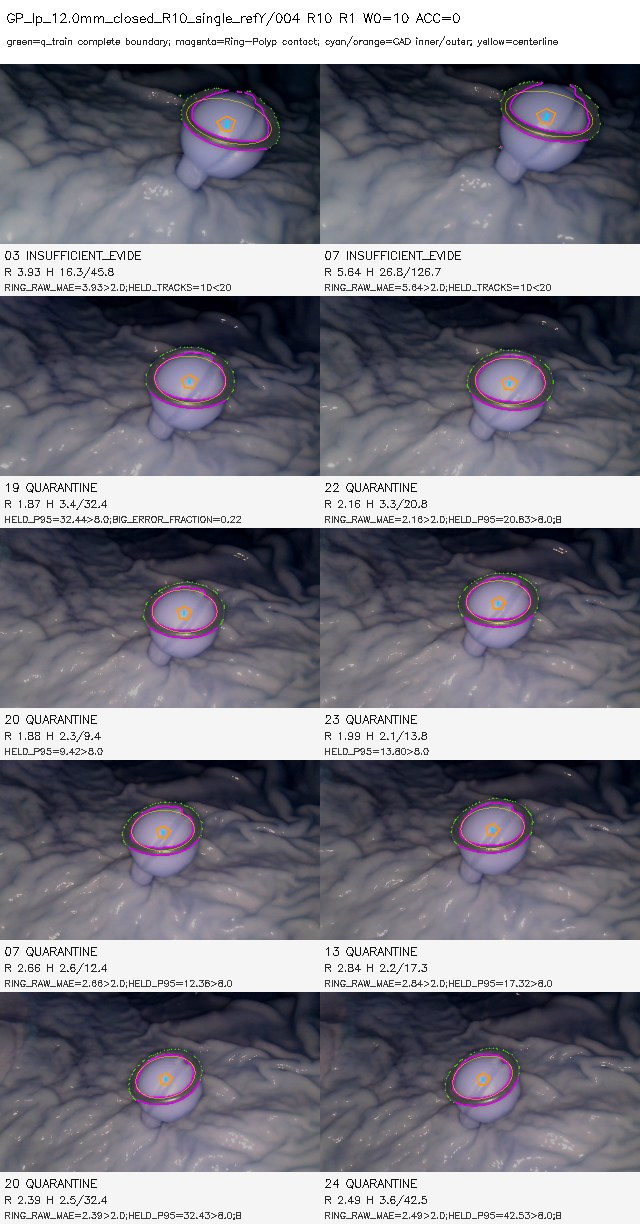 GP_Ip_12.0mm_closed_R10_single_refY/004 R10 R1 W0=10 ACC=0
green=q_train complete boundary; magenta=Ring-Polyp contact; cyan/orange=CAD inner/outer; yellow=centerline
03 INSUFFICIENT_EVIDE
R 3.93 H 16.3/45.8
RING_RAW_MAE=3.93>2.0;HELD_TRACKS=10<20
07 INSUFFICIENT_EVIDE
R 5.64 H 26.8/126.7
RING_RAW_MAE=5.64>2.0;HELD_TRACKS=10<20
19 QUARANTINE
R 1.87 H 3.4/32.4
HELD_P95=32.44>8.0;BIG_ERROR_FRACTION=0.22
22 QUARANTINE
R 2.16 H 3.3/20.8
RING_RAW_MAE=2.16>2.0;HELD_P95=20.83>8.0;B
20 QUARANTINE
R 1.88 H 2.3/9.4
HELD_P95=9.42>8.0
23 QUARANTINE
R 1.99 H 2.1/13.8
HELD_P95=13.80>8.0
07 QUARANTINE
R 2.66 H 2.6/12.4
RING_RAW_MAE=2.66>2.0;HELD_P95=12.38>8.0
13 QUARANTINE
R 2.84 H 2.2/17.3
RING_RAW_MAE=2.84>2.0;HELD_P95=17.32>8.0
20 QUARANTINE
R 2.39 H 2.5/32.4
RING_RAW_MAE=2.39>2.0;HELD_P95=32.43>8.0;B
24 QUARANTINE
R 2.49 H 3.6/42.5
RING_RAW_MAE=2.49>2.0;HELD_P95=42.53>8.0;B